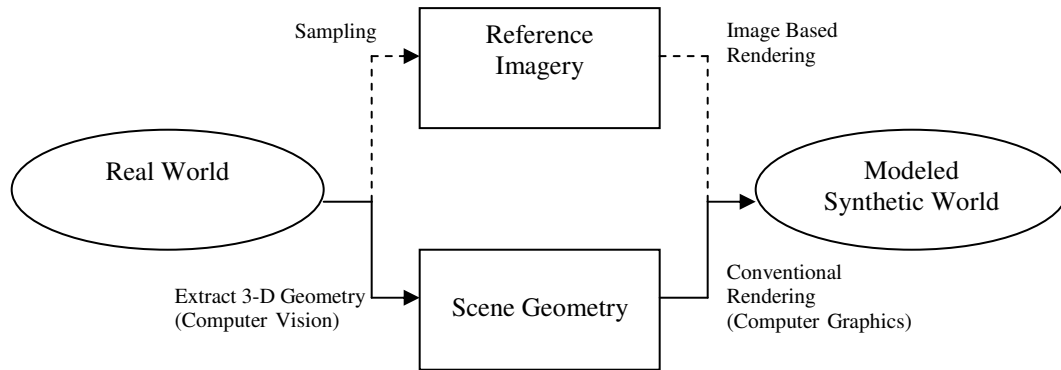 Sampling
Reference
Imagery
Image Based
Rendering
Real World
Modeled
Synthetic World
Extract 3-D Geometry
(Computer Vision)
Scene Geometry
Conventional
Rendering
(Computer Graphics)